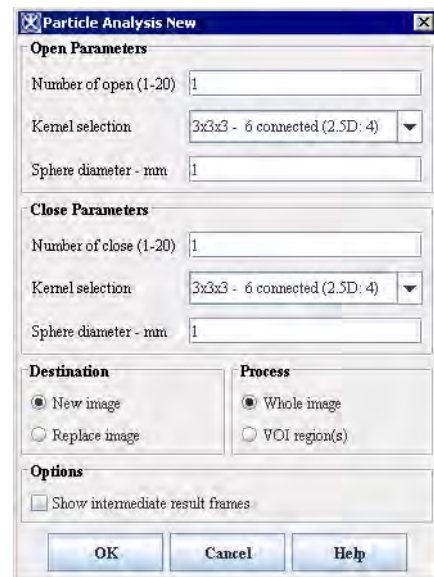 Particle Analysis New
Open Parameters
Number of open (1-20) 1
Kernel selection 3x3x3 - 6 connected (2.5D: 4)
Sphere diameter - mm 1
Close Parameters
Number of close (1-20) 1
Kernel selection 3x3x3 - 6 connected (2.5D: 4)
Sphere diameter - mm 1
Destination Process
New image Whole image
Replace image VOI region(s)
Options
Show intermediate result frames
OK Cancel Help